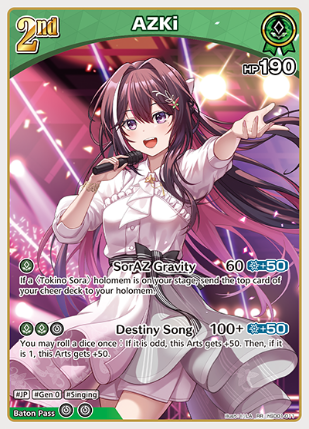 2nd
AZKi
HP190
SorAZ Gravity 60 +50
If a 〈Tokino Sora〉 holomem is on your stage, send the top card of
your cheer deck to your holomem.
Destiny Song 100+ +50
You may roll a dice once : If it is odd, this Arts gets +50. Then, if it
is 1, this Arts gets +50.
#JP #Gen 0 #Singing
Baton Pass
RR